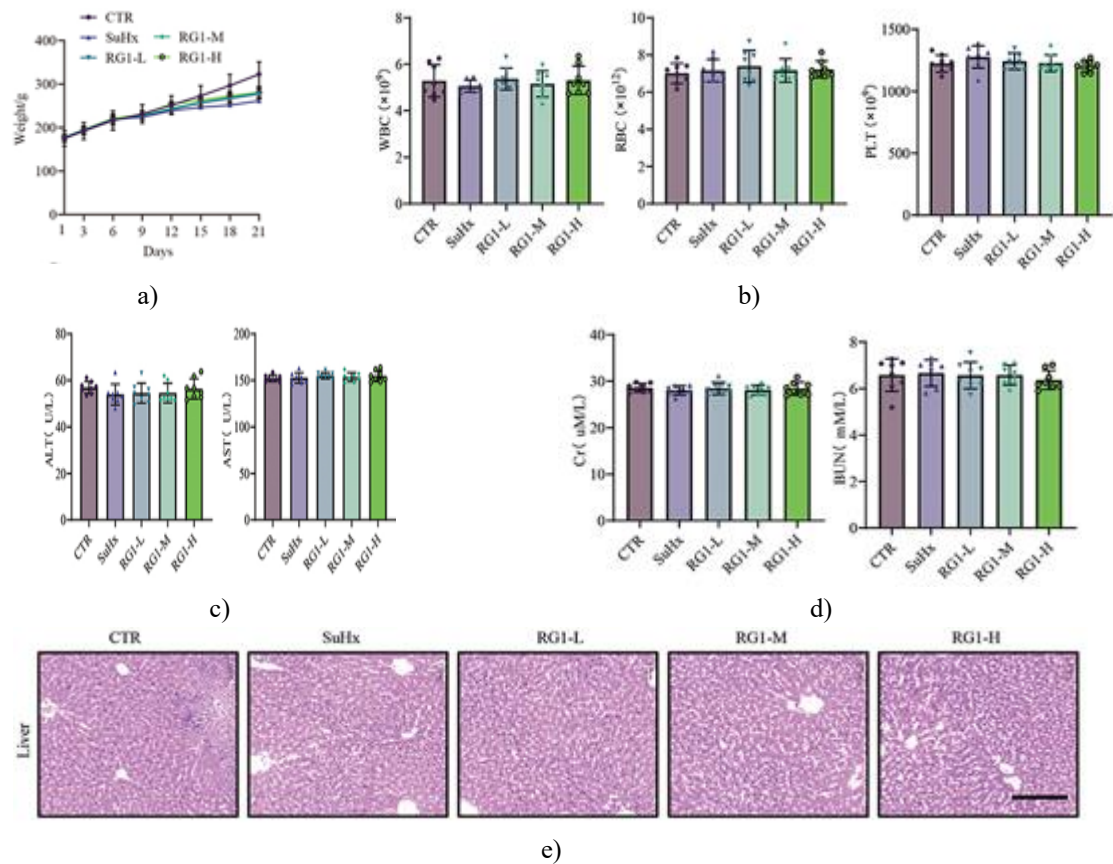 CTR
SuHx RG1-M
RG1-L RG1-H
Weight/g
400
300
200
100
0
1 3 6 9 12 15 18 21
Days
a)
WBC (×10⁹)
8
6
4
2
0
CTR SuHx RG1-L RG1-M RG1-H
RBC (×10¹²)
10
8
6
4
2
0
CTR SuHx RG1-L RG1-M RG1-H
PLT (×10⁹)
1500
1000
500
0
CTR SuHx RG1-L RG1-M RG1-H
b)
ALT( U/L)
80
60
40
20
0
CTR SuHx RG1-L RG1-M RG1-H
AST( U/L)
200
150
100
50
0
CTR SuHx RG1-L RG1-M RG1-H
c)
Cr( uM/L)
40
30
20
10
0
CTR SuHx RG1-L RG1-M RG1-H
BUN( mM/L)
8
6
4
2
0
CTR SuHx RG1-L RG1-M RG1-H
d)
CTR SuHx RG1-L RG1-M RG1-H
Liver
e)